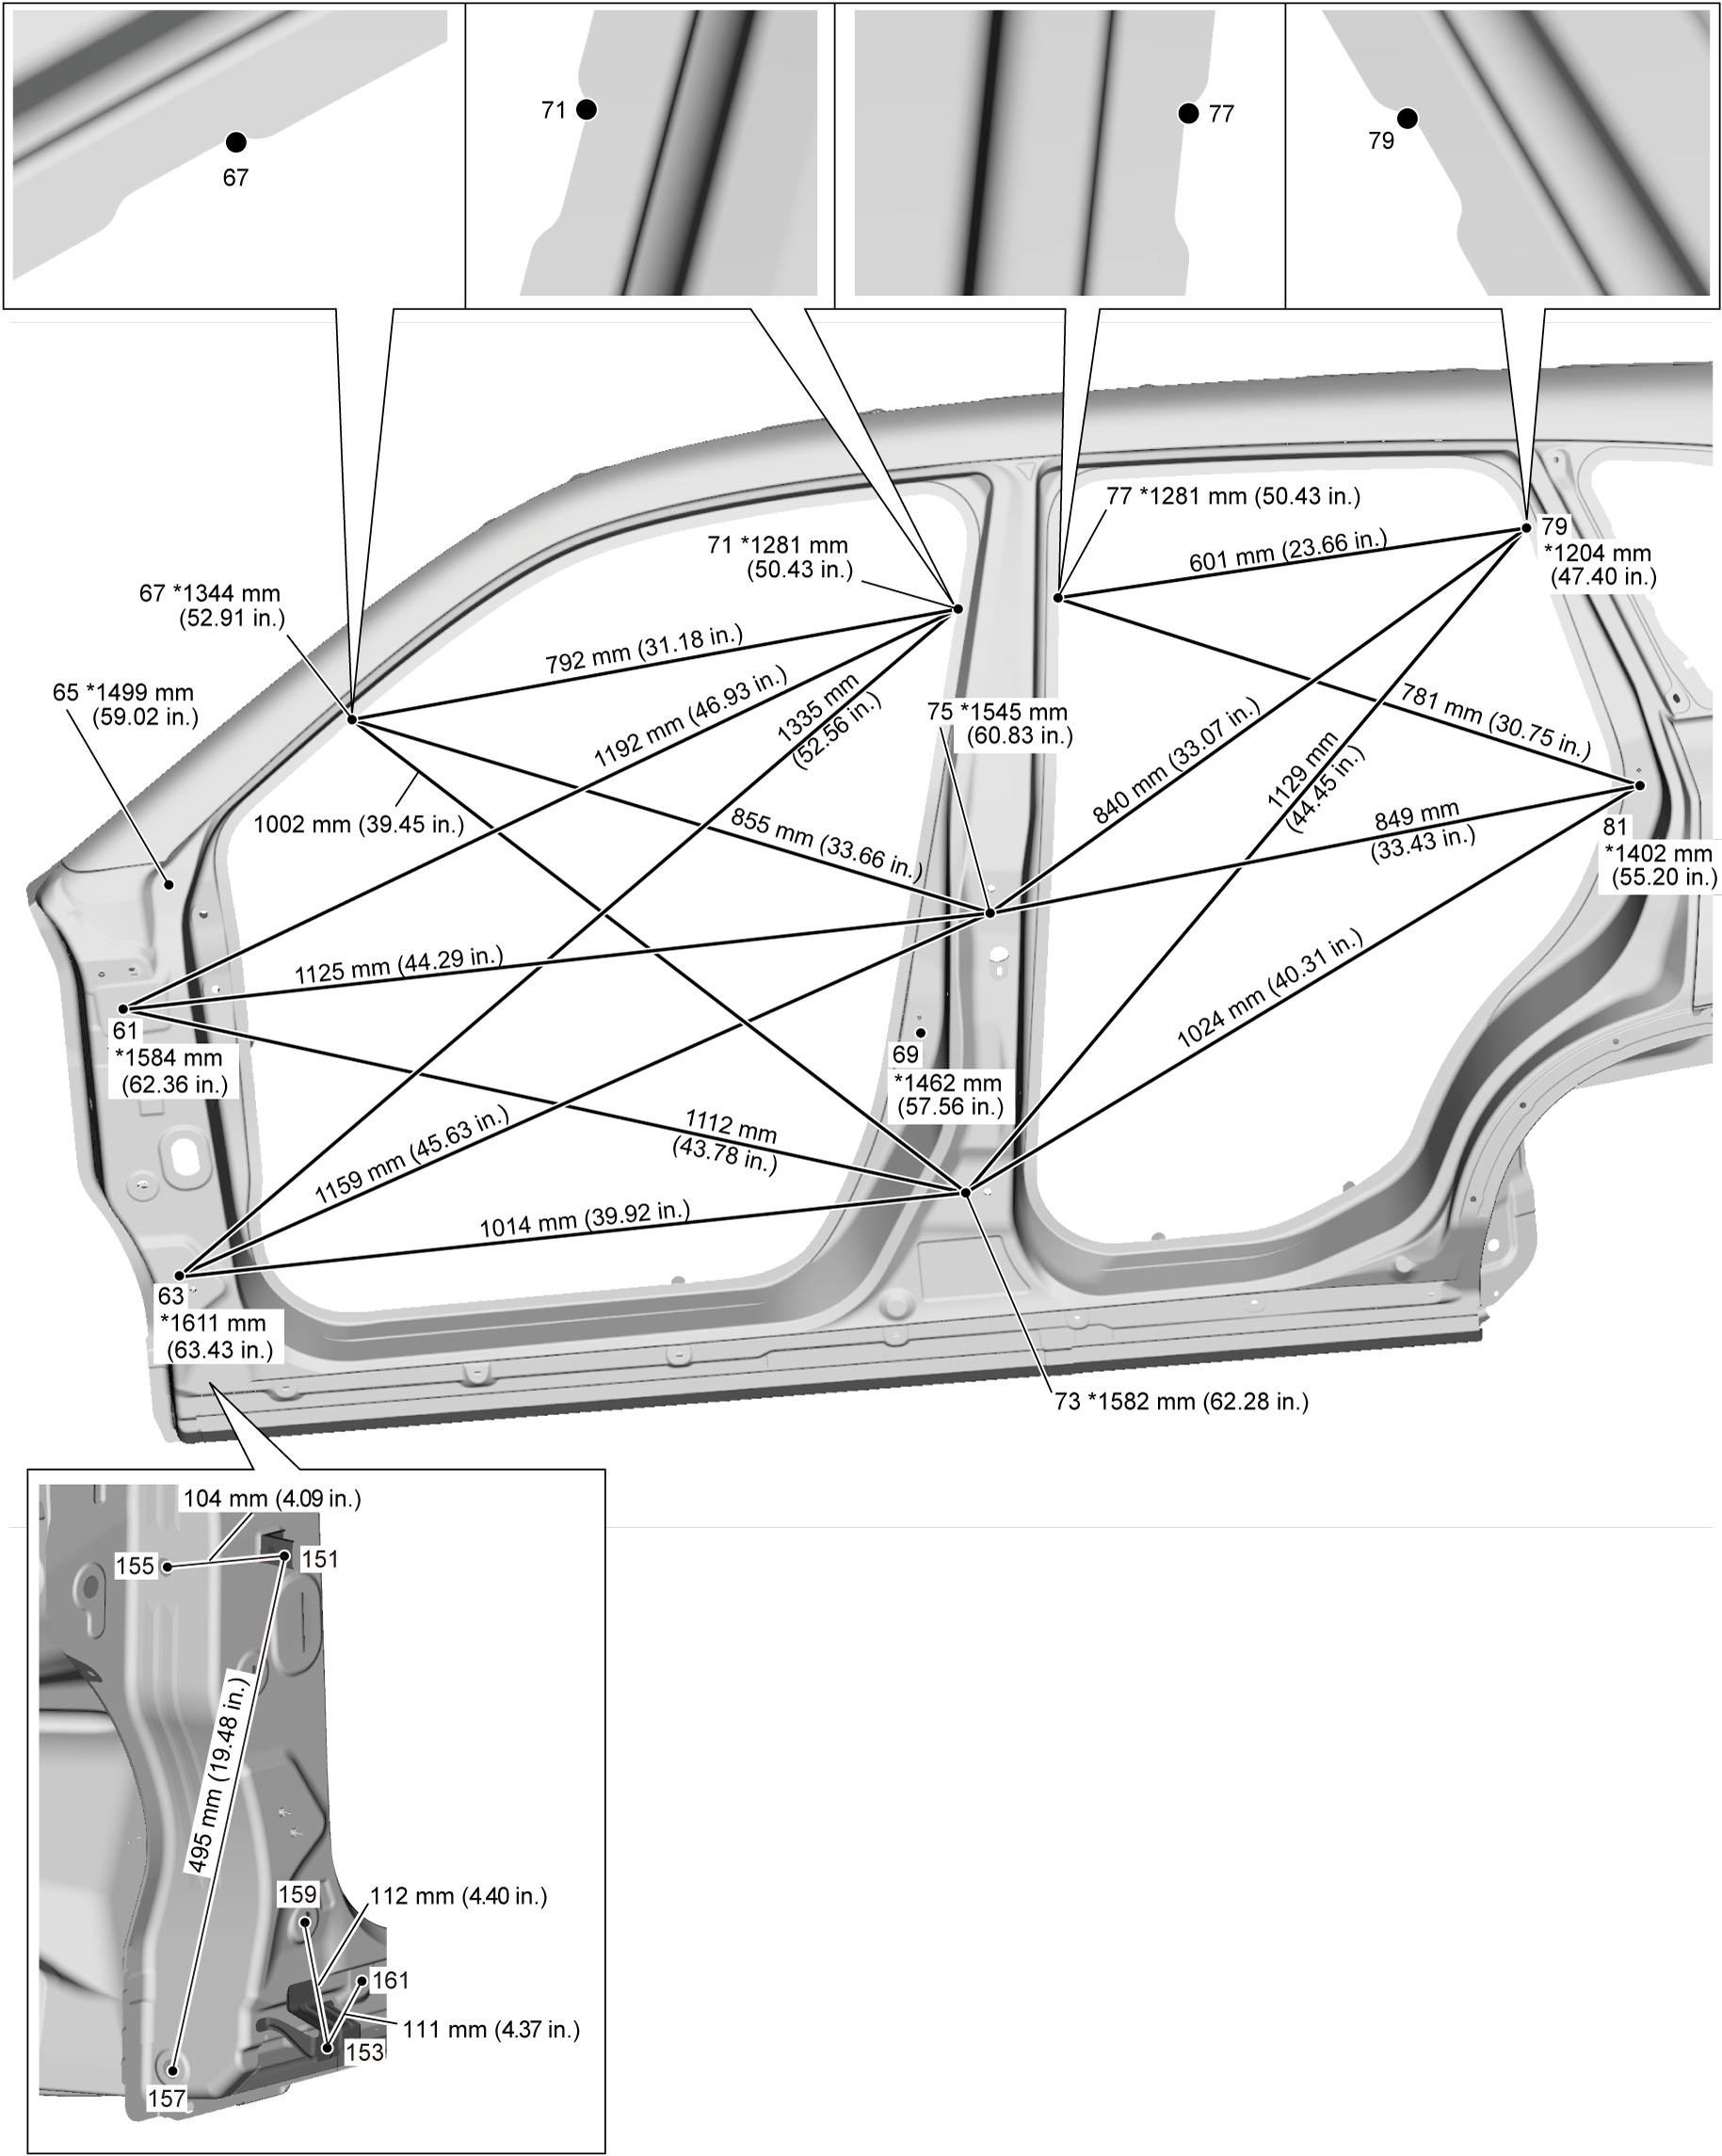 67
71
77
79
77 *1281 mm (50.43 in.)
79
*1204 mm
(47.40 in.)
601 mm (23.66 in.)
71 *1281 mm
(50.43 in.)
67 *1344 mm
(52.91 in.)
792 mm (31.18 in.)
65 *1499 mm
(59.02 in.)
1192 mm (46.93 in.)
1335 mm
(52.56 in.)
75 *1545 mm
(60.83 in.)
840 mm (33.07 in.)
1129 mm
(44.45 in.)
781 mm (30.75 in.)
1002 mm (39.45 in.)
855 mm (33.66 in.)
849 mm
(33.43 in.)
81
*1402 mm
(55.20 in.)
1125 mm (44.29 in.)
1024 mm (40.31 in.)
61
*1584 mm
(62.36 in.)
69
*1462 mm
(57.56 in.)
1112 mm
(43.78 in.)
1159 mm (45.63 in.)
1014 mm (39.92 in.)
63
*1611 mm
(63.43 in.)
73 *1582 mm (62.28 in.)
104 mm (4.09 in.)
155
151
495 mm (19.48 in.)
159
112 mm (4.40 in.)
161
111 mm (4.37 in.)
153
157